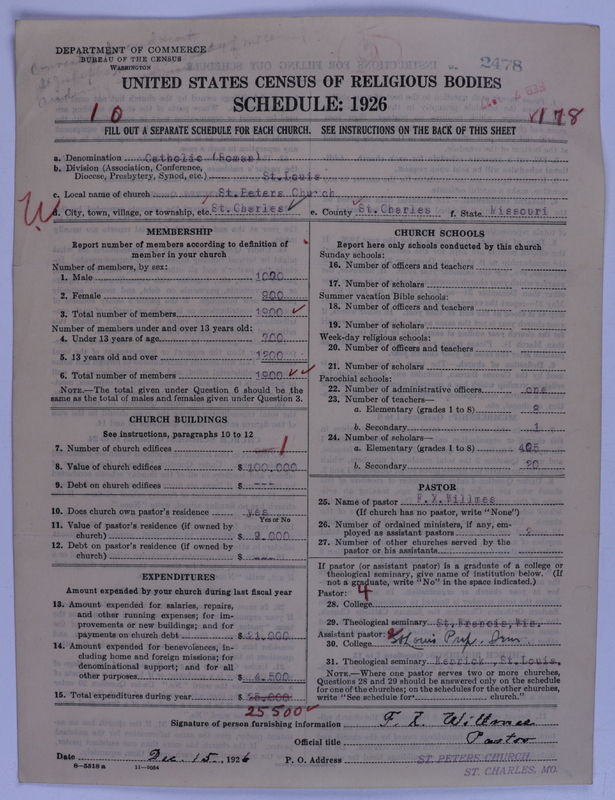 DEPARTMENT OF COMMERCE
BUREAU OF THE CENSUS
WASHINGTON
2478
UNITED STATES CENSUS OF RELIGIOUS BODIES
SCHEDULE: 1926
10
178
FILL OUT A SEPARATE SCHEDULE FOR EACH CHURCH. SEE INSTRUCTIONS ON THE BACK OF THIS SHEET
a. Denomination Catholic (Roman)
b. Division (Association, Conference, Diocese, Presbytery, Synod, etc.) St.Louis
c. Local name of church St.Peters Church
d. City, town, village, or township, etc. St.Charles e. County St.Charles f. State Missouri
MEMBERSHIP
Report number of members according to definition of
member in your church
Number of members, by sex:
1. Male 1000
2. Female 900
3. Total number of members 1900
Number of members under and over 13 years old:
4. Under 13 years of age 700
5. 13 years old and over 1200
6. Total number of members 1900
NOTE.—The total given under Question 6 should be the
same as the total of males and females given under Question 3.
CHURCH BUILDINGS
See instructions, paragraphs 10 to 12
7. Number of church edifices 1
8. Value of church edifices $ 100,000
9. Debt on church edifices $ ---
10. Does church own pastor's residence yes
Yes or No
11. Value of pastor's residence (if owned by
church) $ 8,000
12. Debt on pastor's residence (if owned by
church) $ ---
EXPENDITURES
Amount expended by your church during last fiscal year
13. Amount expended for salaries, repairs,
and other running expenses; for im-
provements or new buildings; and for
payments on church debt $ 21,000
14. Amount expended for benevolences, in-
cluding home and foreign missions; for
denominational support; and for all
other purposes $ 4,500
15. Total expenditures during year $
25500
CHURCH SCHOOLS
Report here only schools conducted by this church
Sunday schools:
16. Number of officers and teachers
17. Number of scholars
Summer vacation Bible schools:
18. Number of officers and teachers
19. Number of scholars
Week-day religious schools:
20. Number of officers and teachers
21. Number of scholars
Parochial schools:
22. Number of administrative officers one
23. Number of teachers—
a. Elementary (grades 1 to 8) 8
b. Secondary 1
24. Number of scholars—
a. Elementary (grades 1 to 8) 405
b. Secondary 20
PASTOR
25. Name of pastor F.X.Willmes
(If church has no pastor, write "None")
26. Number of ordained ministers, if any, em-
ployed as assistant pastors
27. Number of other churches served by the
pastor or his assistants
If pastor (or assistant pastor) is a graduate of a college or
theological seminary, give name of institution below. (If
not a graduate, write "No" in the space indicated.)
Pastor: 4
28. College
29. Theological seminary St.Francis,Wis.
Assistant pastor:
30. College St Louis Prep. Sem.
31. Theological seminary Kenrick St.Louis.
NOTE.—Where one pastor serves two or more churches,
Questions 28 and 29 should be answered only on the schedule
for one of the churches; on the schedules for the other churches,
write "See schedule for church."
Signature of person furnishing information F. X. Willmes
Official title Pastor
Date Dec. 15, 1926 P. O. Address ST. PETERS CHURCH
ST. CHARLES, MO.
8—5518a 11—9054